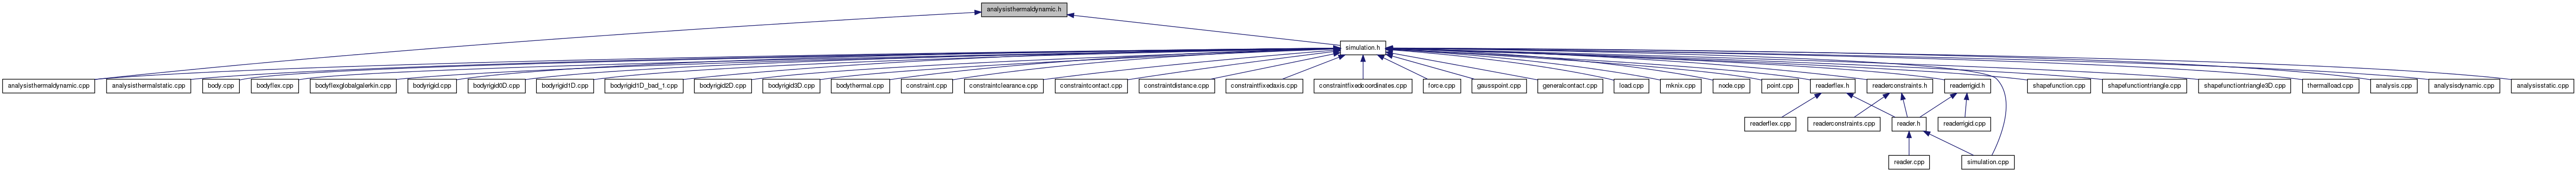 analysisthermaldynamic.h
simulation.h
analysisthermaldynamic.cpp
analysisthermalstatic.cpp
body.cpp
bodyflex.cpp
bodyflexglobalgalerkin.cpp
bodyrigid.cpp
bodyrigid0D.cpp
bodyrigid1D.cpp
bodyrigid1D_bad_1.cpp
bodyrigid2D.cpp
bodyrigid3D.cpp
bodythermal.cpp
constraint.cpp
constraintclearance.cpp
constraintcontact.cpp
constraintdistance.cpp
constraintfixedaxis.cpp
constraintfixedcoordinates.cpp
force.cpp
gausspoint.cpp
generalcontact.cpp
load.cpp
mknix.cpp
node.cpp
point.cpp
readerflex.h
readerconstraints.h
readerrigid.h
shapefunction.cpp
shapefunctiontriangle.cpp
shapefunctiontriangle3D.cpp
thermalload.cpp
analysis.cpp
analysisdynamic.cpp
analysisstatic.cpp
readerflex.cpp
readerconstraints.cpp
reader.h
readerrigid.cpp
reader.cpp
simulation.cpp